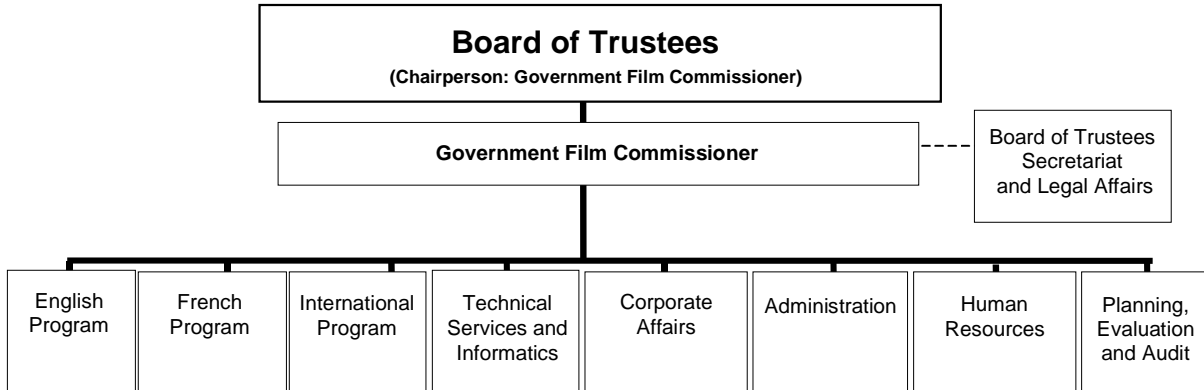 Board of Trustees
(Chairperson: Government Film Commissioner)
Government Film Commissioner
Board of Trustees
Secretariat
and Legal Affairs
English
Program
French
Program
International
Program
Technical
Services and
Informatics
Corporate
Affairs
Administration
Human
Resources
Planning,
Evaluation
and Audit